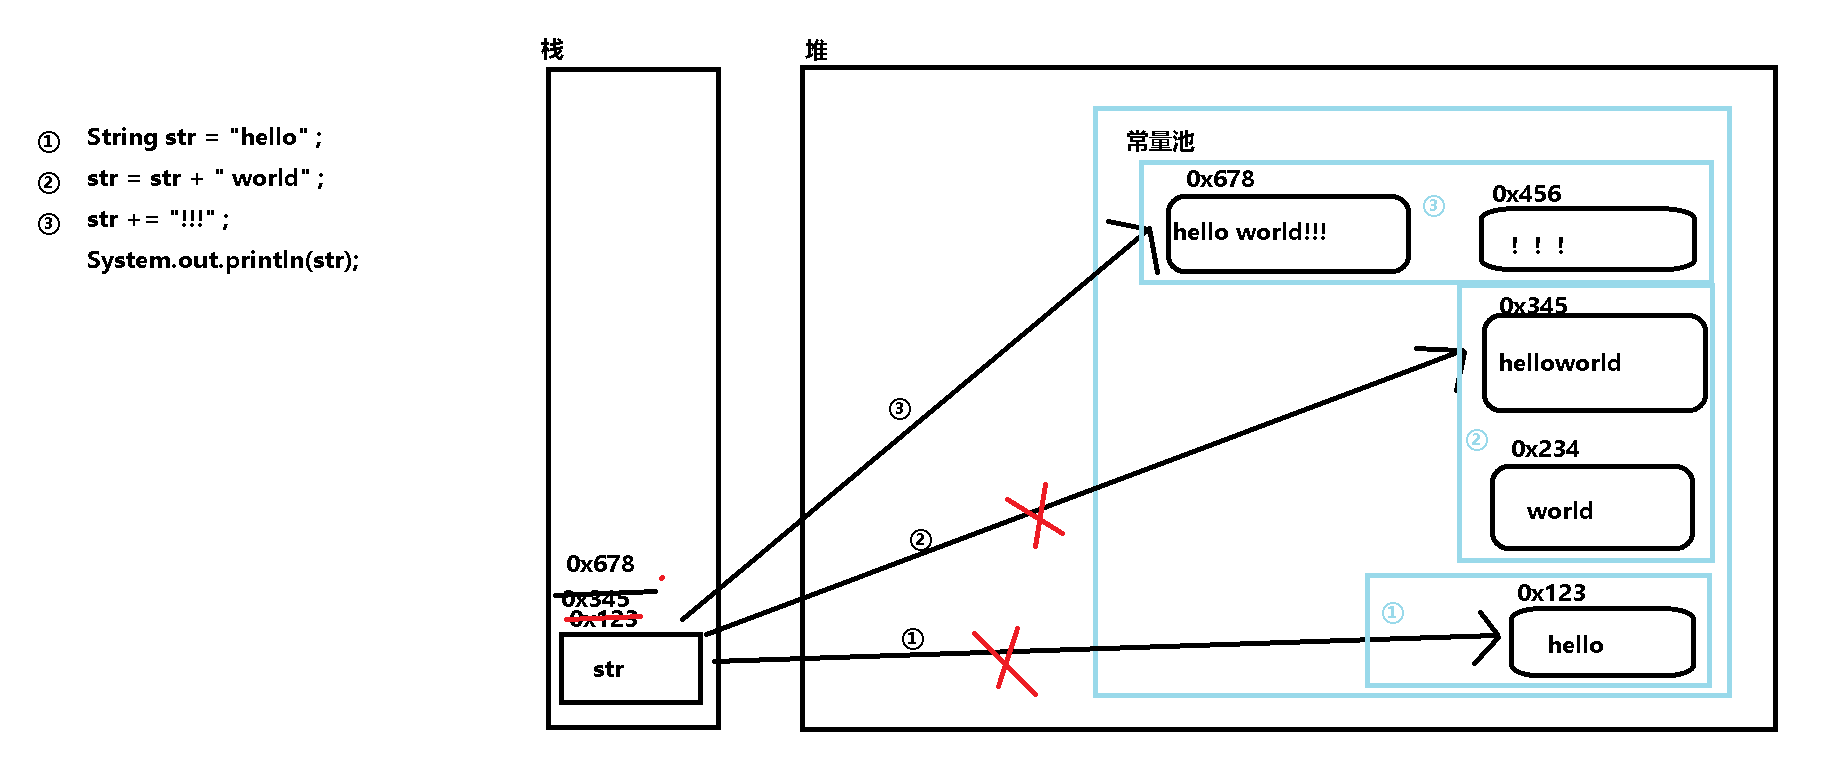 ① String str = "hello" ;
② str = str + " world" ;
③ str += "!!!" ;
System.out.println(str);
栈
0x678
0x345
0x123
str
堆
常量池
0x678
hello world!!!
③
0x456
！！！
0x345
helloworld
②
0x234
world
①
0x123
hello
③
②
①